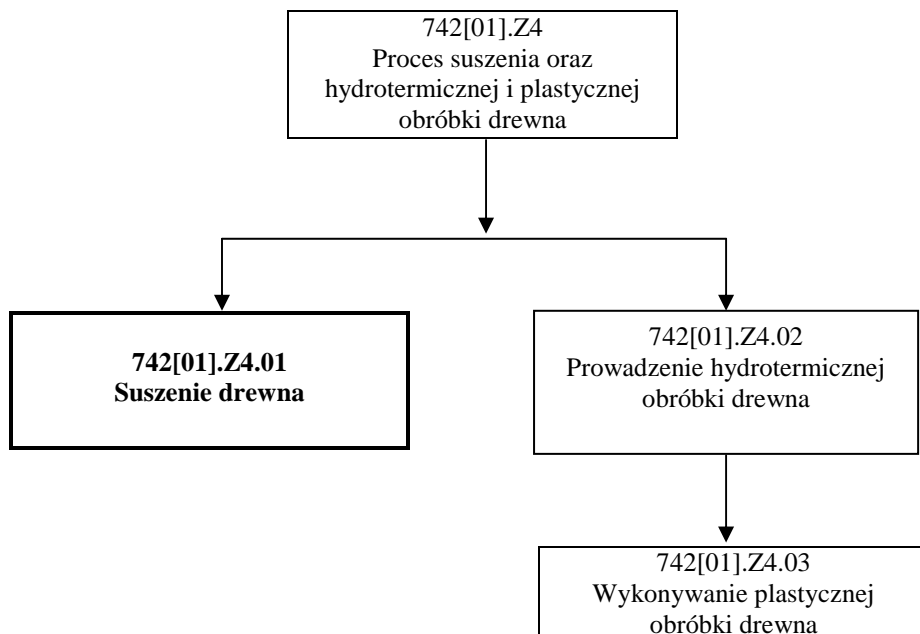 742[01].Z4
Proces suszenia oraz
hydrotermicznej i plastycznej
obróbki drewna
742[01].Z4.01
Suszenie drewna
742[01].Z4.02
Prowadzenie hydrotermicznej
obróbki drewna
742[01].Z4.03
Wykonywanie plastycznej
obróbki drewna